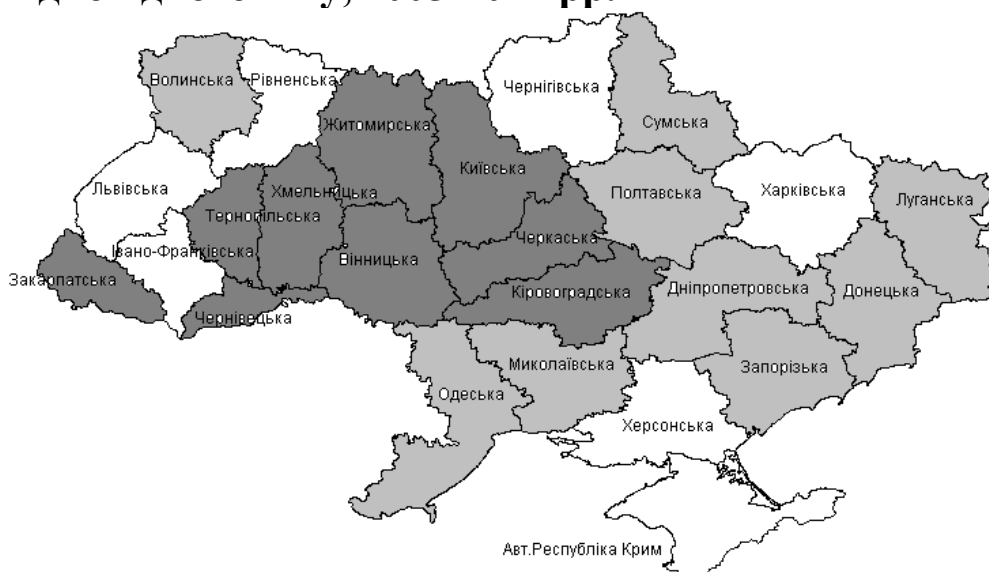 Волинська
Рівненська
Чернігівська
Житомирська
Сумська
Київська
Львівська
Хмельницька
Полтавська
Харківська
Луганська
Тернопільська
Івано-Франківська
Черкаська
Вінницька
Закарпатська
Кіровоградська
Дніпропетровська
Донецька
Чернівецька
Миколаївська
Запорізька
Одеська
Херсонська
Авт.Республіка Крим